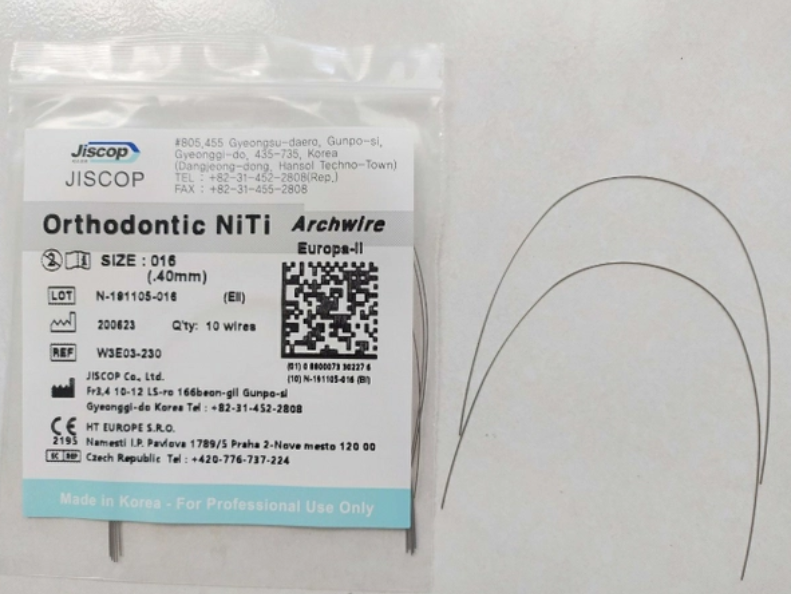 Jiscop
JISCOP
#805,455 Gyeongsu-daero, Gunpo-si,
Gyeonggi-do, 435-735, Korea
(Dangjeong-dong, Hansol Techno-Town)
TEL : +82-31-452-2808(Rep.)
FAX : +82-31-455-2808
Orthodontic NiTi Archwire
Europa-II
SIZE : 016
(.40mm)
LOT N-191105-016 (EII)
200623 Q'ty: 10 wires
REF W3E03-230
(10) N-191105-016
JISCOP Co., Ltd.
Fr3,4 10-12 LS-ro 166beon-gil Gunpo-si
Gyeonggi-do Korea Tel : +82-31-452-2808
CE 2195
HT EUROPE S.R.O.
Namesti I.P. Pavlova 1789/5 Praha 2-Nove mesto 120 00
EC REP Czech Republic Tel : +420-776-737-224
Made in Korea - For Professional Use Only